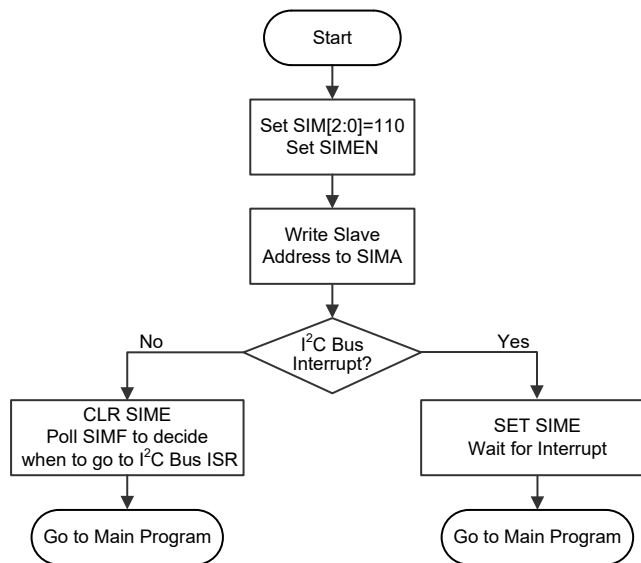 Start
Set SIM[2:0]=110
Set SIMEN
Write Slave
Address to SIMA
I²C Bus
Interrupt?
No
Yes
CLR SIME
Poll SIMF to decide
when to go to I²C Bus ISR
SET SIME
Wait for Interrupt
Go to Main Program
Go to Main Program